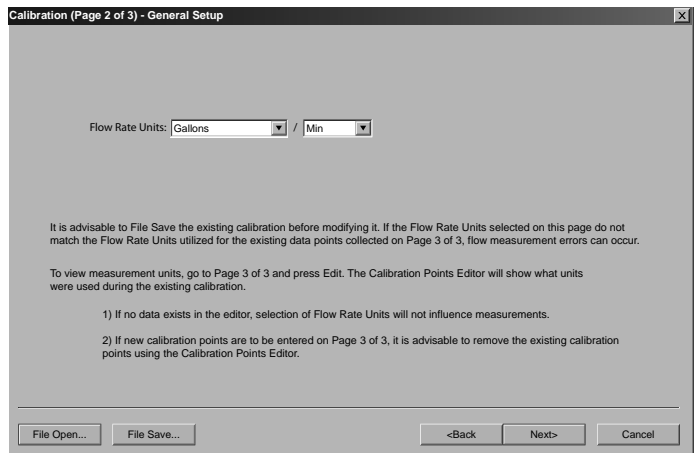 Calibration (Page 2 of 3) - General Setup
X
Flow Rate Units: Gallons / Min
It is advisable to File Save the existing calibration before modifying it. If the Flow Rate Units selected on this page do not
match the Flow Rate Units utilized for the existing data points collected on Page 3 of 3, flow measurement errors can occur.
To view measurement units, go to Page 3 of 3 and press Edit. The Calibration Points Editor will show what units
were used during the existing calibration.
1) If no data exists in the editor, selection of Flow Rate Units will not influence measurements.
2) If new calibration points are to be entered on Page 3 of 3, it is advisable to remove the existing calibration
points using the Calibration Points Editor.
File Open... File Save... <Back Next> Cancel